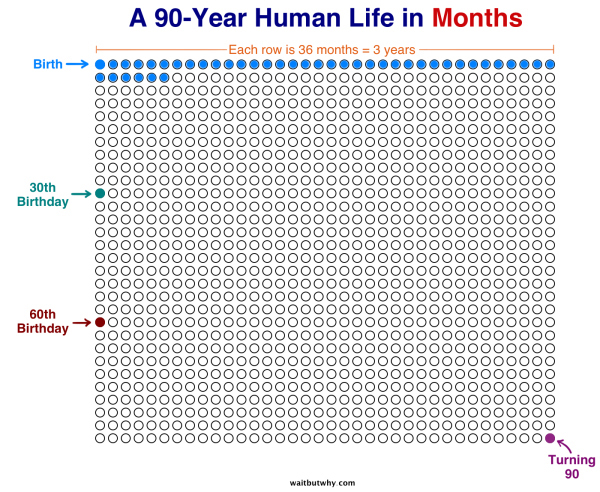 A 90-Year Human Life in Months
Each row is 36 months = 3 years
Birth
30th
Birthday
60th
Birthday
Turning
90
waitbutwhy.com